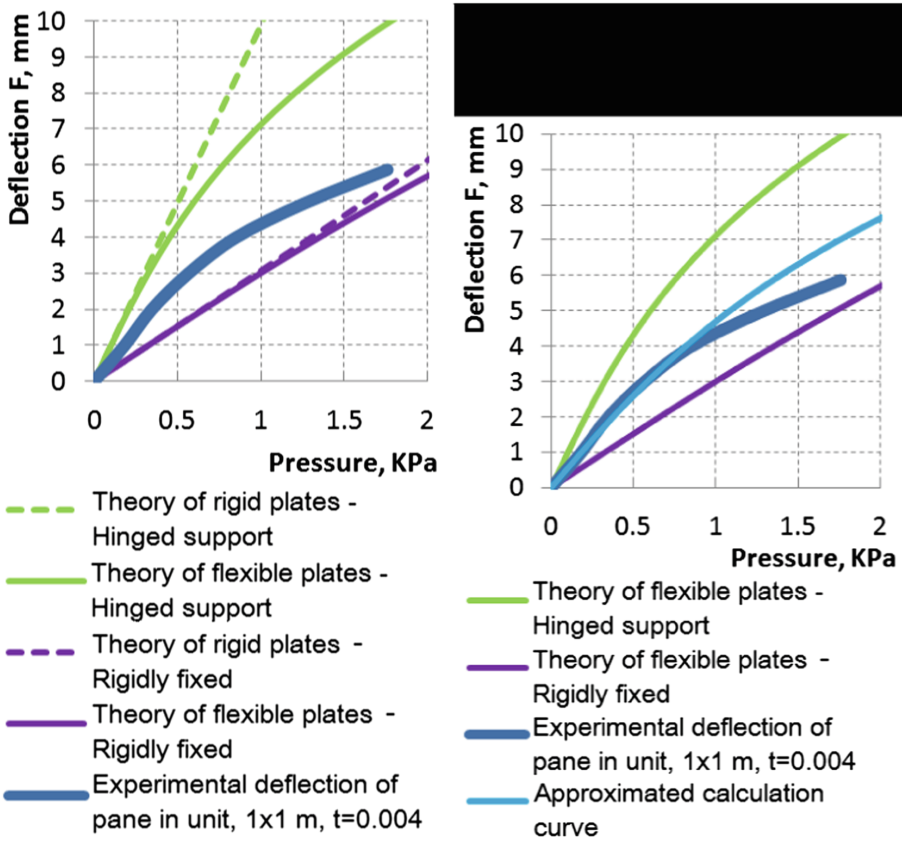 Deflection F, mm
10
9
8
7
6
5
4
3
2
1
0
0 0.5 1 1.5 2
Pressure, KPa
Theory of rigid plates -
Hinged support
Theory of flexible plates -
Hinged support
Theory of rigid plates -
Rigidly fixed
Theory of flexible plates -
Rigidly fixed
Experimental deflection of
pane in unit, 1x1 m, t=0.004
Deflection F, mm
10
9
8
7
6
5
4
3
2
1
0
0 0.5 1 1.5 2
Pressure, KPa
Theory of flexible plates -
Hinged support
Theory of flexible plates -
Rigidly fixed
Experimental deflection of
pane in unit, 1x1 m, t=0.004
Approximated calculation
curve